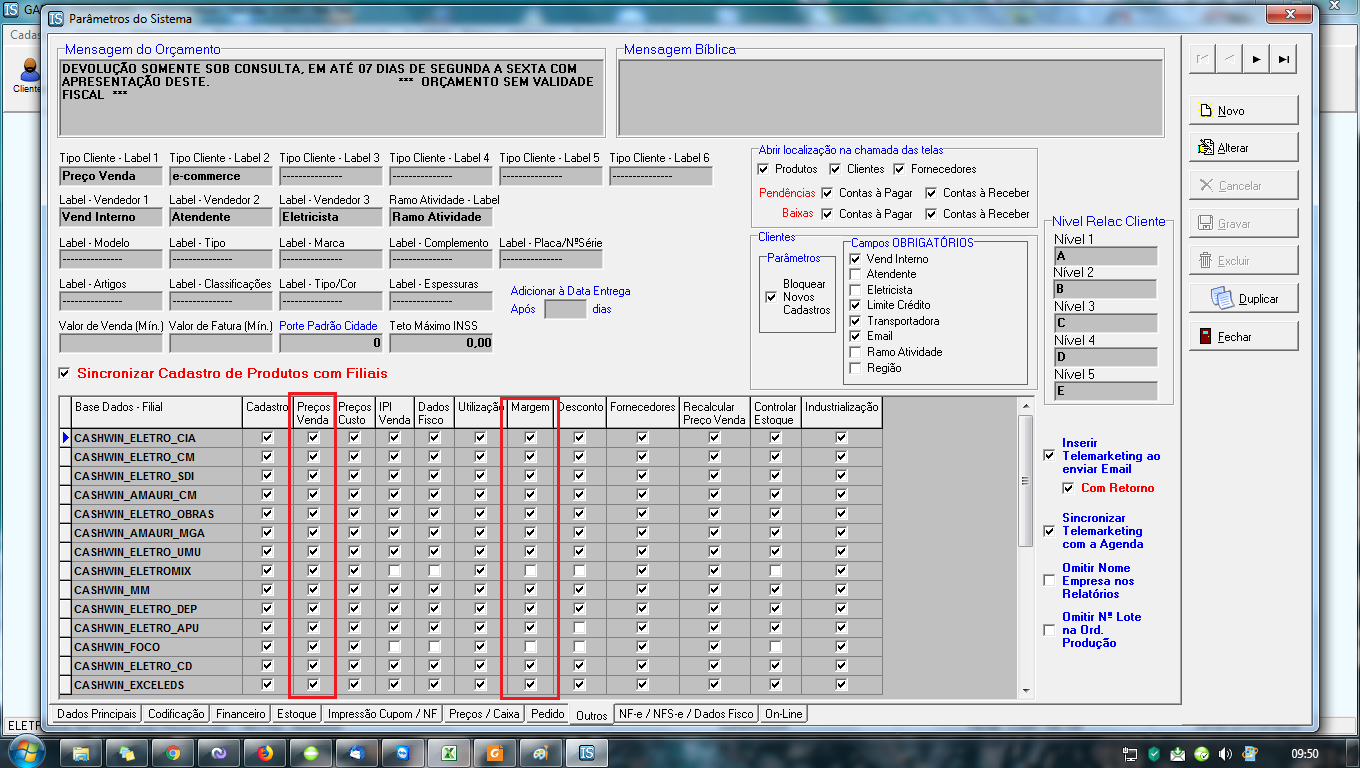 GA
Parâmetros do Sistema
Cadas
Cliente
Mensagem do Orçamento
DEVOLUÇÃO SOMENTE SOB CONSULTA, EM ATÉ 07 DIAS DE SEGUNDA A SEXTA COM
APRESENTAÇÃO DESTE. *** ORÇAMENTO SEM VALIDADE
FISCAL ***
Mensagem Bíblica
Tipo Cliente - Label 1 Tipo Cliente - Label 2 Tipo Cliente - Label 3 Tipo Cliente - Label 4 Tipo Cliente - Label 5 Tipo Cliente - Label 6
Preço Venda e-commerce -------------- -------------- -------------- --------------
Label - Vendedor 1 Label - Vendedor 2 Label - Vendedor 3 Ramo Atividade - Label
Vend Interno Atendente Eletricista Ramo Atividade
Label - Modelo Label - Tipo Label - Marca Label - Complemento Label - Placa/NºSérie
-------------- -------------- -------------- -------------- --------------
Label - Artigos Label - Classificações Label - Tipo/Cor Label - Espessuras
-------------- -------------- -------------- --------------
Adicionar à Data Entrega
Após dias
Valor de Venda (Mín.) Valor de Fatura (Mín.) Porte Padrão Cidade Teto Máximo INSS
0 0,00
Abrir localização na chamada das telas
Produtos Clientes Fornecedores
Pendências Contas à Pagar Contas à Receber
Baixas Contas à Pagar Contas à Receber
Clientes
Parâmetros
Bloquear
Novos
Cadastros
Campos OBRIGATÓRIOS
Vend Interno
Atendente
Eletricista
Limite Crédito
Transportadora
Email
Ramo Atividade
Região
Nivel Relac Cliente
Nível 1
A
Nível 2
B
Nível 3
C
Nível 4
D
Nível 5
E
Novo
Alterar
Cancelar
Gravar
Excluir
Duplicar
Fechar
Sincronizar Cadastro de Produtos com Filiais
Base Dados - Filial Cadastro Preços Venda Preços Custo IPI Venda Dados Fisco Utilização Margem Desconto Fornecedores Recalcular Preço Venda Controlar Estoque Industrialização
CASHWIN_ELETRO_CIA
CASHWIN_ELETRO_CM
CASHWIN_ELETRO_SDI
CASHWIN_AMAURI_CM
CASHWIN_ELETRO_OBRAS
CASHWIN_AMAURI_MGA
CASHWIN_ELETRO_UMU
CASHWIN_ELETROMIX
CASHWIN_MM
CASHWIN_ELETRO_DEP
CASHWIN_ELETRO_APU
CASHWIN_FOCO
CASHWIN_ELETRO_CD
CASHWIN_EXCELEDS
Inserir
Telemarketing ao
enviar Email
Com Retorno
Sincronizar
Telemarketing
com a Agenda
Omitir Nome
Empresa nos
Relatórios
Omitir Nº Lote
na Ord.
Produção
Dados Principais Codificação Financeiro Estoque Impressão Cupom / NF Preços / Caixa Pedido Outros NF-e / NFS-e / Dados Fisco On-Line
ELETR
09:50